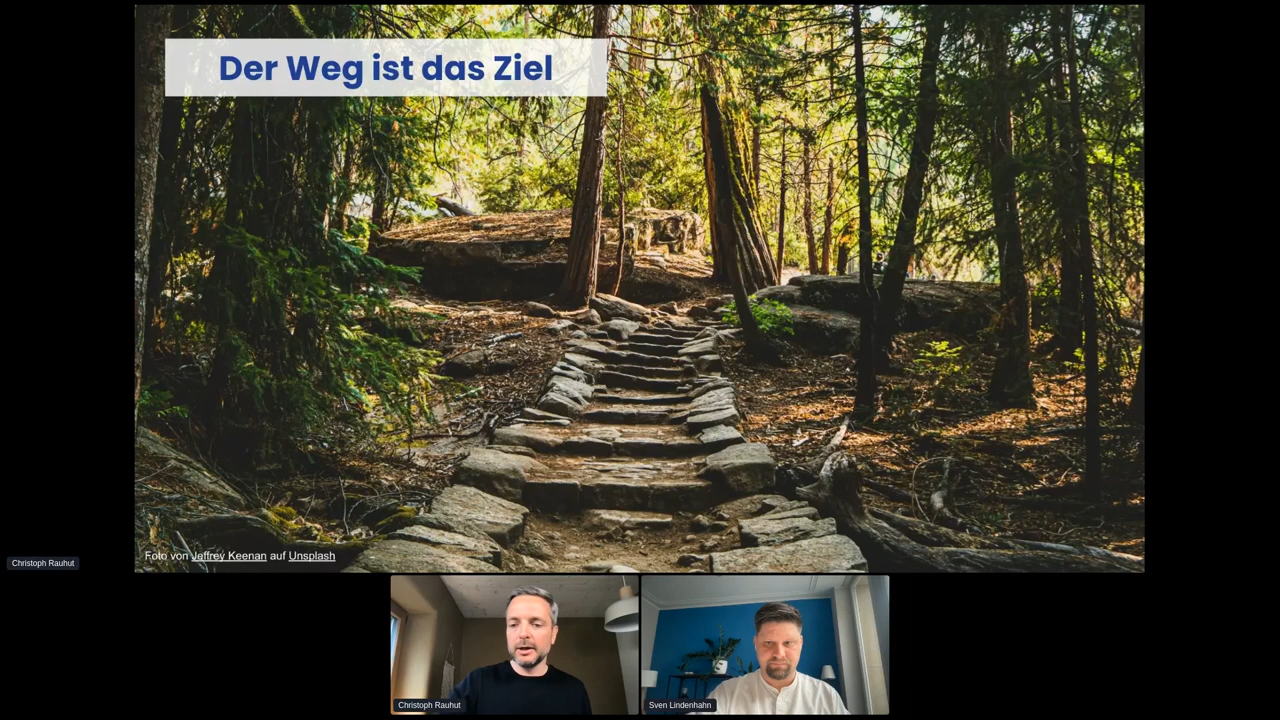 Der Weg ist das Ziel
Foto von Jeffrey Keenan auf Unsplash
Christoph Rauhut
Christoph Rauhut
Sven Lindenhahn